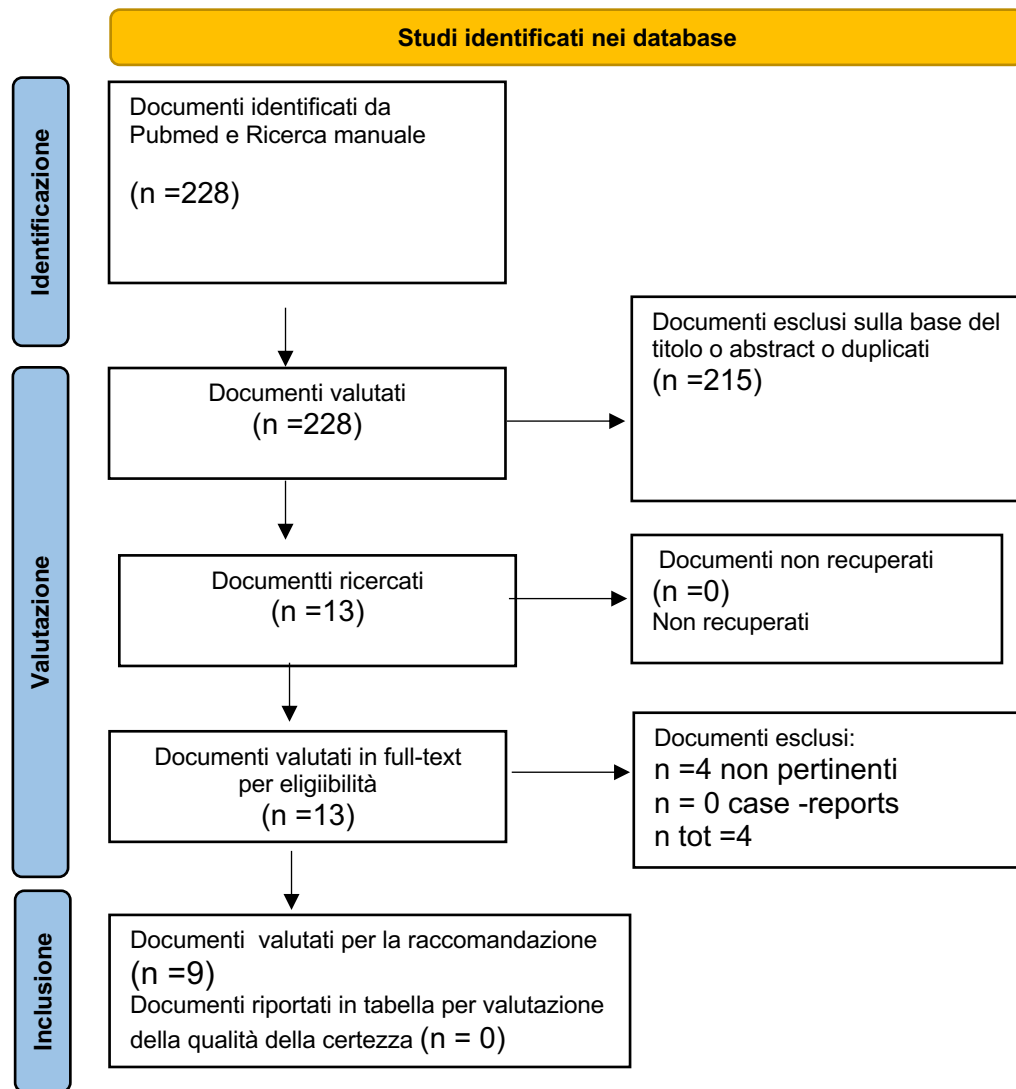 Studi identificati nei database
Identificazione
Documenti identificati da
Pubmed e Ricerca manuale
(n =228)
Documenti esclusi sulla base del
titolo o abstract o duplicati
(n =215)
Valutazione
Documenti valutati
(n =228)
Documentti ricercati
(n =13)
Documenti non recuperati
(n =0)
Non recuperati
Documenti valutati in full-text
per eligiibilità
(n =13)
Documenti esclusi:
n =4 non pertinenti
n = 0 case -reports
n tot =4
Inclusione
Documenti valutati per la raccomandazione
(n =9)
Documenti riportati in tabella per valutazione
della qualità della certezza (n = 0)